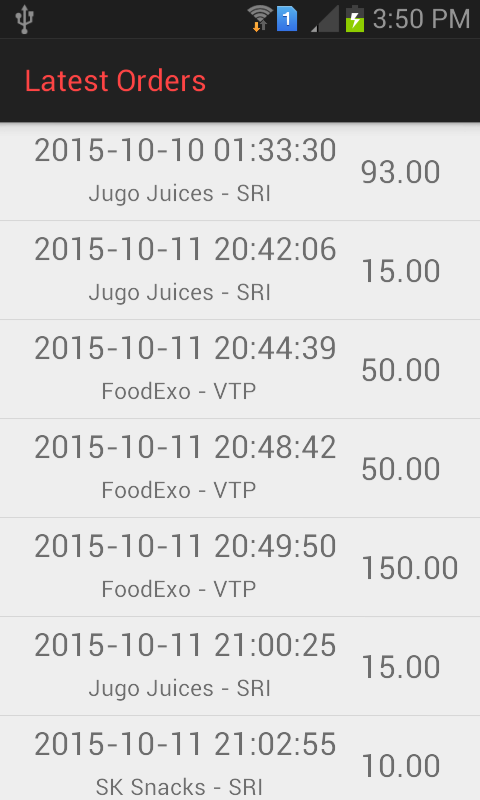 1 3:50 PM
Latest Orders
2015-10-10 01:33:30
93.00
Jugo Juices - SRI
2015-10-11 20:42:06
15.00
Jugo Juices - SRI
2015-10-11 20:44:39
50.00
FoodExo - VTP
2015-10-11 20:48:42
50.00
FoodExo - VTP
2015-10-11 20:49:50
150.00
FoodExo - VTP
2015-10-11 21:00:25
15.00
Jugo Juices - SRI
2015-10-11 21:02:55
10.00
SK Snacks - SRI